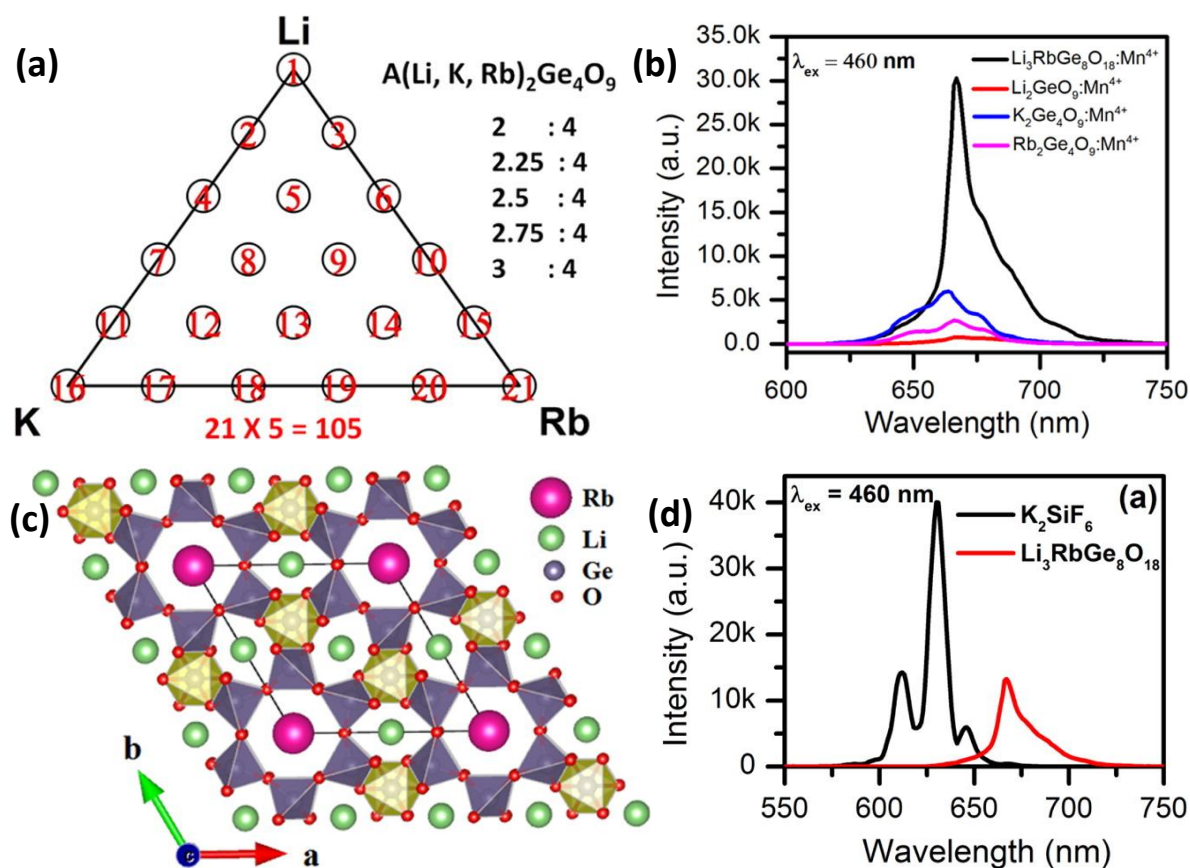 (a)
Li
A(Li, K, Rb)₂Ge₄O₉
2 : 4
2.25 : 4
2.5 : 4
2.75 : 4
3 : 4
1
2 3
4 5 6
7 8 9 10
11 12 13 14 15
16 17 18 19 20 21
K Rb
21 X 5 = 105
(b)
λex = 460 nm
Li₃RbGe₈O₁₈:Mn⁴⁺
Li₂GeO₉:Mn⁴⁺
K₂Ge₄O₉:Mn⁴⁺
Rb₂Ge₄O₉:Mn⁴⁺
35.0k
30.0k
25.0k
20.0k
15.0k
10.0k
5.0k
0.0
Intensity (a.u.)
600 650 700 750
Wavelength (nm)
(c)
Rb
Li
Ge
O
b
c
a
(d)
λex = 460 nm
(a)
K₂SiF₆
Li₃RbGe₈O₁₈
40k
30k
20k
10k
0
Intensity (a.u.)
550 600 650 700 750
Wavelength (nm)